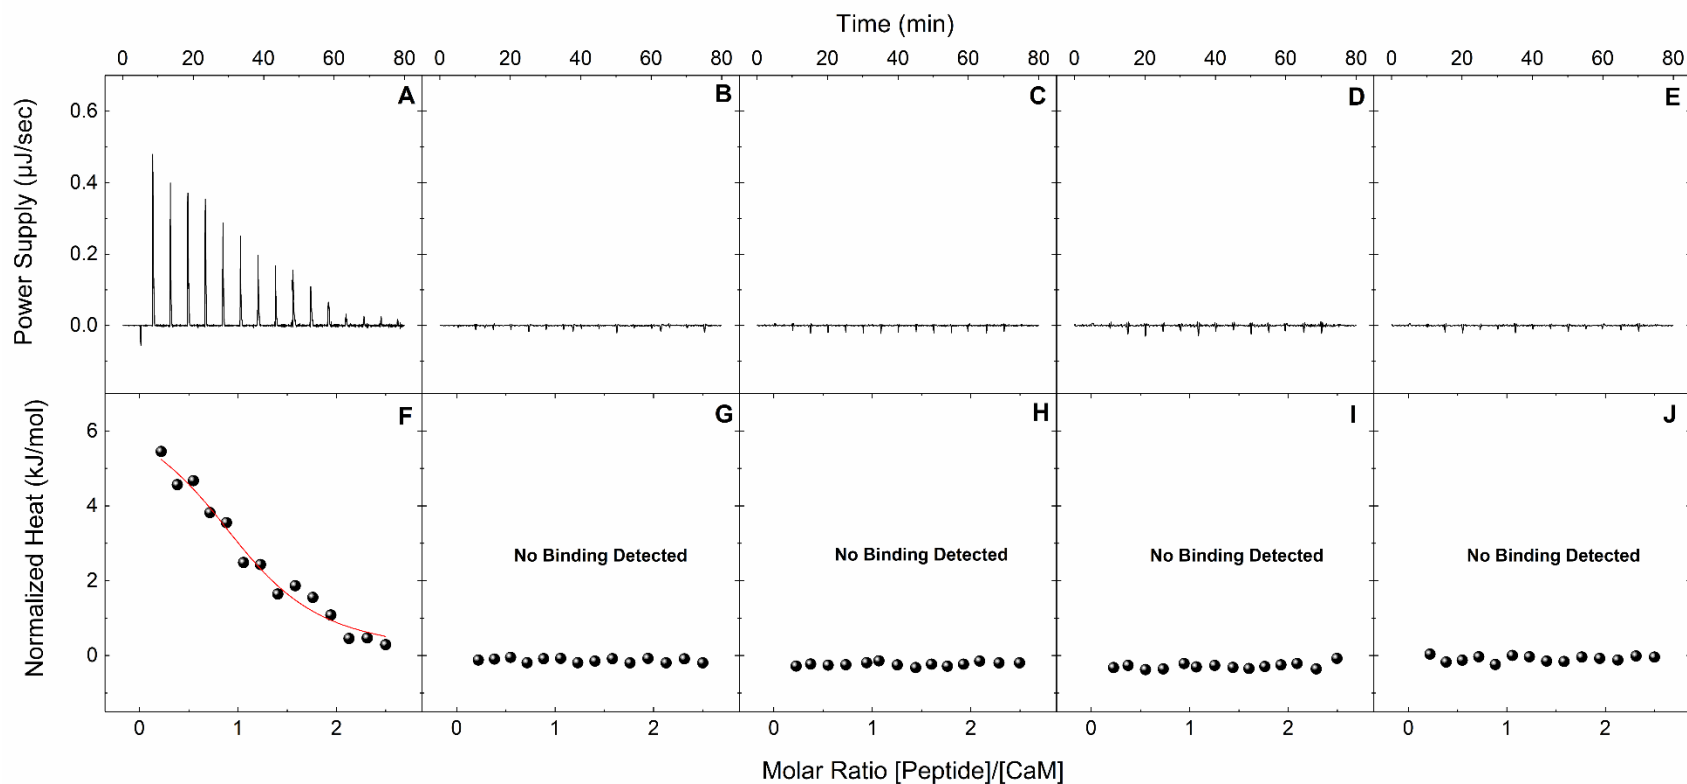 Time (min)
0 20 40 60 80 0 20 40 60 80 0 20 40 60 80 0 20 40 60 80 0 20 40 60 80
A B C D E
Power Supply (µJ/sec)
0.6
0.4
0.2
0.0
F G H I J
Normalized Heat (kJ/mol)
6
4
2
0
No Binding Detected No Binding Detected No Binding Detected No Binding Detected
0 1 2 0 1 2 0 1 2 0 1 2 0 1 2
Molar Ratio [Peptide]/[CaM]